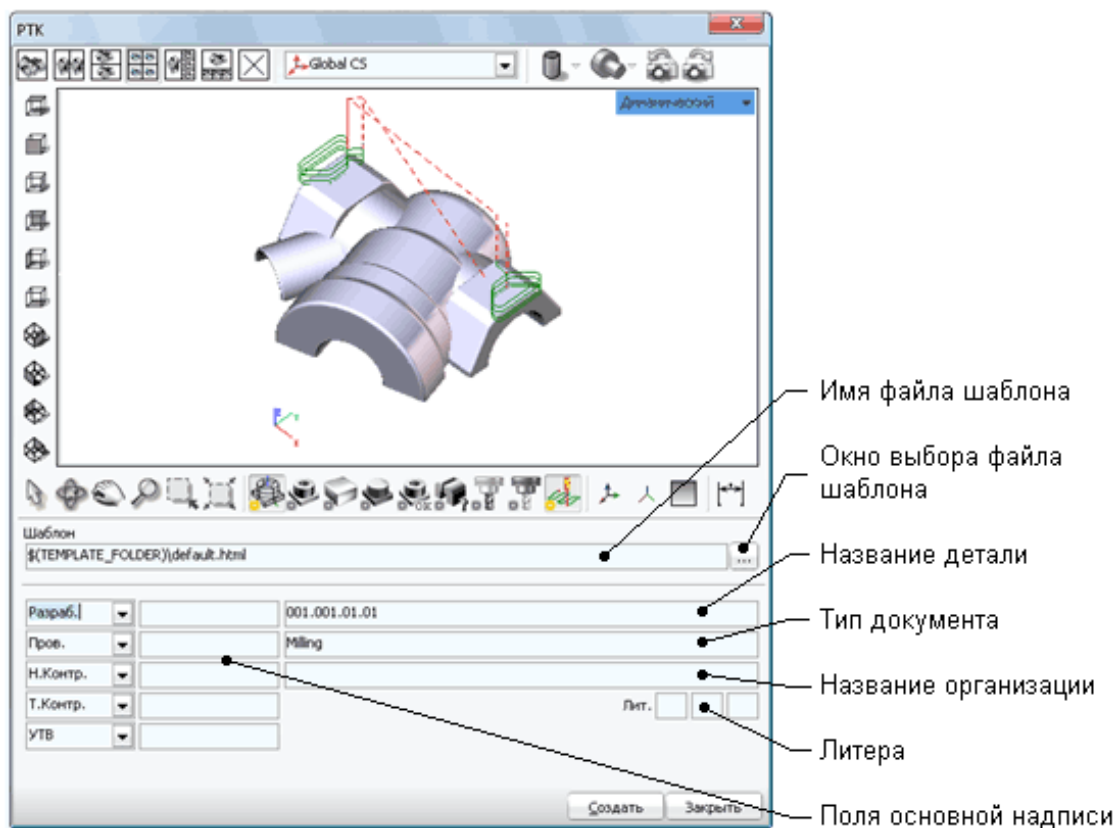 РТК
Global CS
Динамический
Имя файла шаблона
Окно выбора файла
шаблона
Шаблон
$(TEMPLATE_FOLDER)\default.html
...
Название детали
Разраб.
001.001.01.01
Тип документа
Пров.
Milling
Н.Контр.
Название организации
Т.Контр.
Лит.
УТВ
Литера
Создать
Закрыть
Поля основной надписи